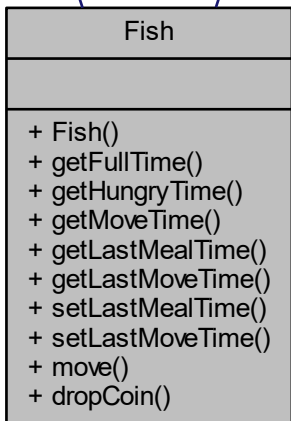 Fish
+ Fish()
+ getFullTime()
+ getHungryTime()
+ getMoveTime()
+ getLastMealTime()
+ getLastMoveTime()
+ setLastMealTime()
+ setLastMoveTime()
+ move()
+ dropCoin()